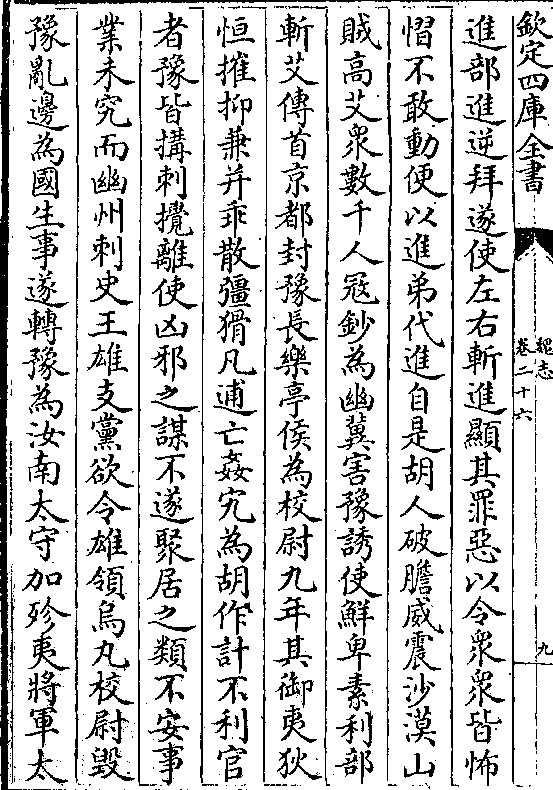 欽定四庫全書
魏志
卷二十六
九
進部進逆拜遂使左右斬進顯其罪惡以令衆衆皆怖
慴不敢動便以進弟代進自是胡人破膽威震沙漠山
賊高艾衆數千人寇鈔為幽冀害豫誘使鮮卑素利部
斬艾傳首京都封豫長樂亭侯為校尉九年其御夷狄
恒摧抑兼并乖散彊猾凡逋亡姦宄為胡作計不利官
者豫皆搆刺攪離使凶邪之謀不遂聚居之類不安事
業未究而幽州刺史王雄支黨欲令雄領烏丸校尉毀
豫亂邊為國生事遂轉豫為汝南太守加殄夷將軍太